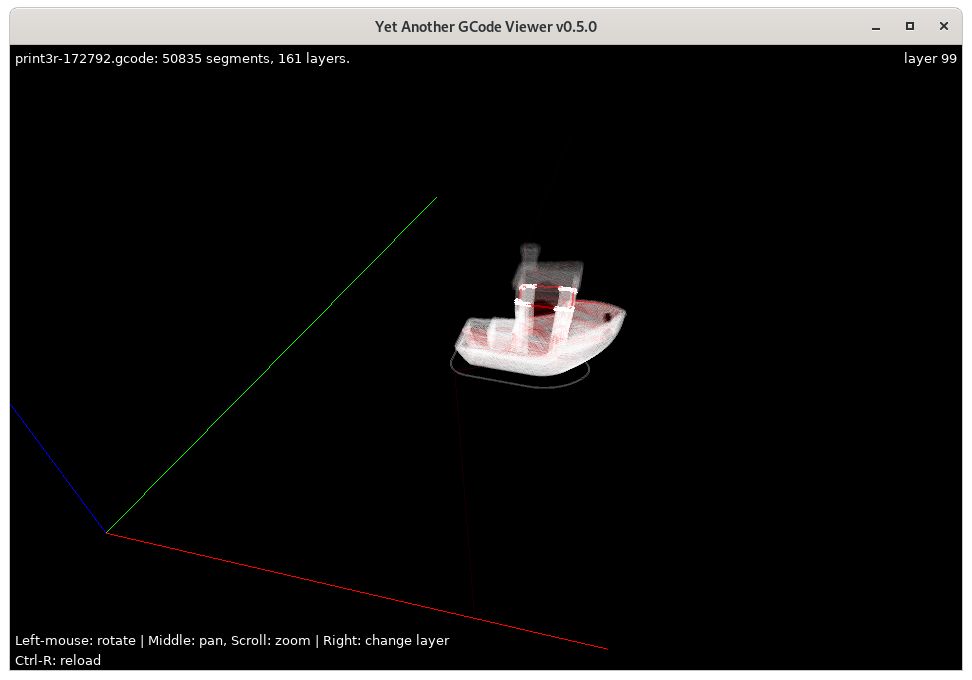 Yet Another GCode Viewer v0.5.0
print3r-172792.gcode: 50835 segments, 161 layers.
layer 99
Left-mouse: rotate | Middle: pan, Scroll: zoom | Right: change layer
Ctrl-R: reload